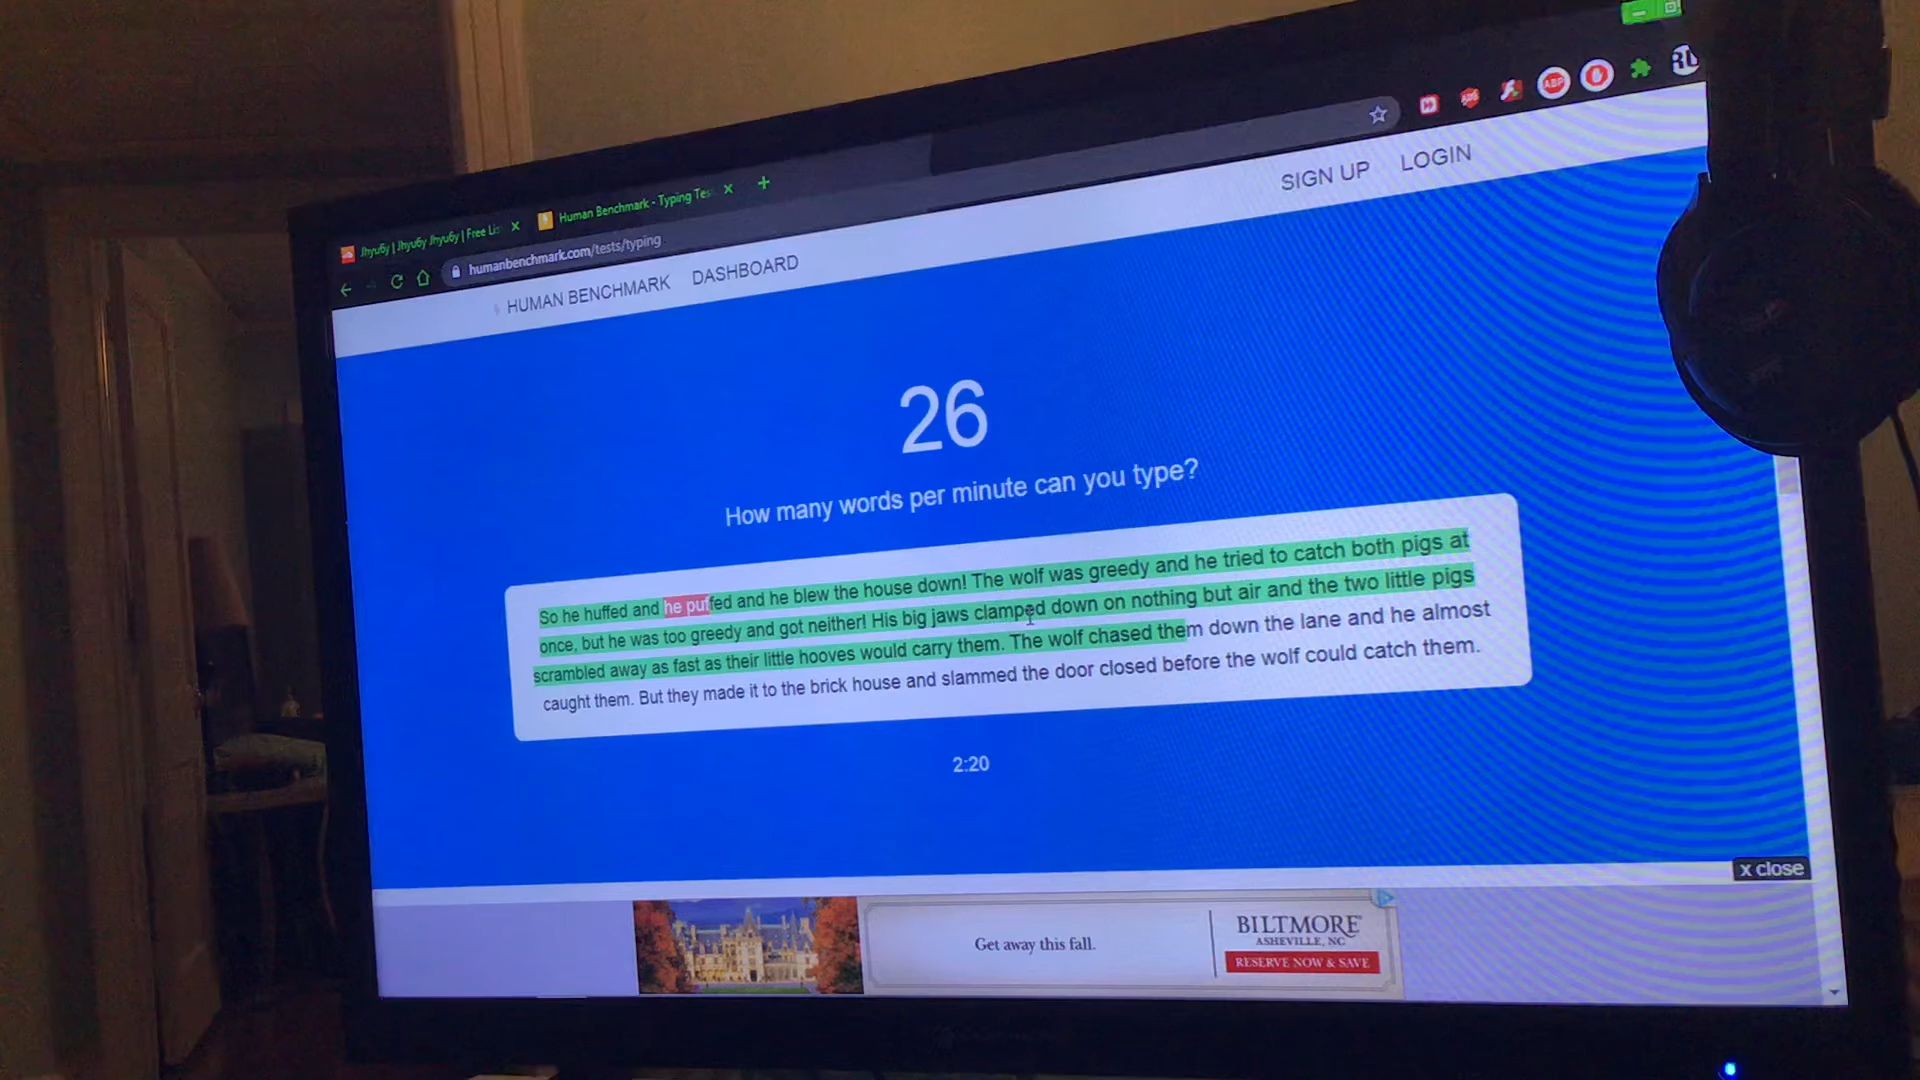 Jhyu6y | Jhyu6y Jhyu6y | Free Lis
Human Benchmark - Typing Tes
humanbenchmark.com/tests/typing
ABP
HUMAN BENCHMARK DASHBOARD
SIGN UP LOGIN
26
How many words per minute can you type?
So he huffed and he puffed and he blew the house down! The wolf was greedy and he tried to catch both pigs at
once, but he was too greedy and got neither! His big jaws clamped down on nothing but air and the two little pigs
scrambled away as fast as their little hooves would carry them. The wolf chased them down the lane and he almost
caught them. But they made it to the brick house and slammed the door closed before the wolf could catch them.
2:20
x close
Get away this fall.
BILTMORE
ASHEVILLE, NC
RESERVE NOW & SAVE